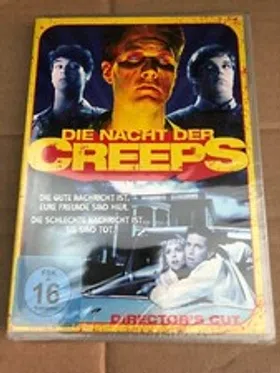 DIE NACHT DER
CREEPS
DIE GUTE NACHRICHT IST,
EURE FREUNDE SIND HIER.
DIE SCHLECHTE NACHRICHT IST...
SIE SIND TOT.
FSK
16
DIRECTOR'S CUT